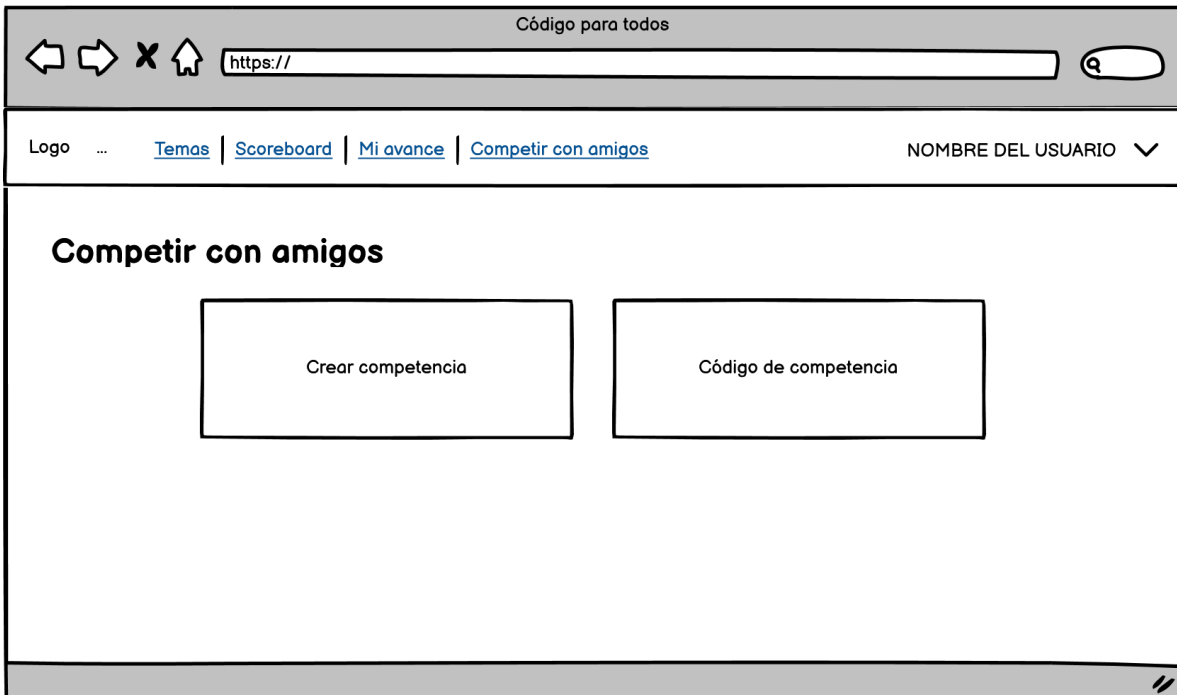 Código para todos
https://
Logo ... Temas Scoreboard Mi avance Competir con amigos NOMBRE DEL USUARIO
Competir con amigos
Crear competencia Código de competencia